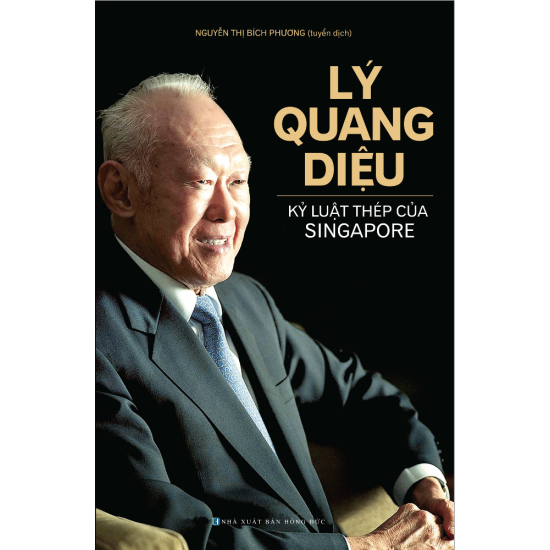 NGUYỄN THỊ BÍCH PHƯƠNG (tuyển dịch)
LÝ
QUANG
DIỆU
KỶ LUẬT THÉP CỦA
SINGAPORE
NHÀ XUẤT BẢN HỒNG ĐỨC